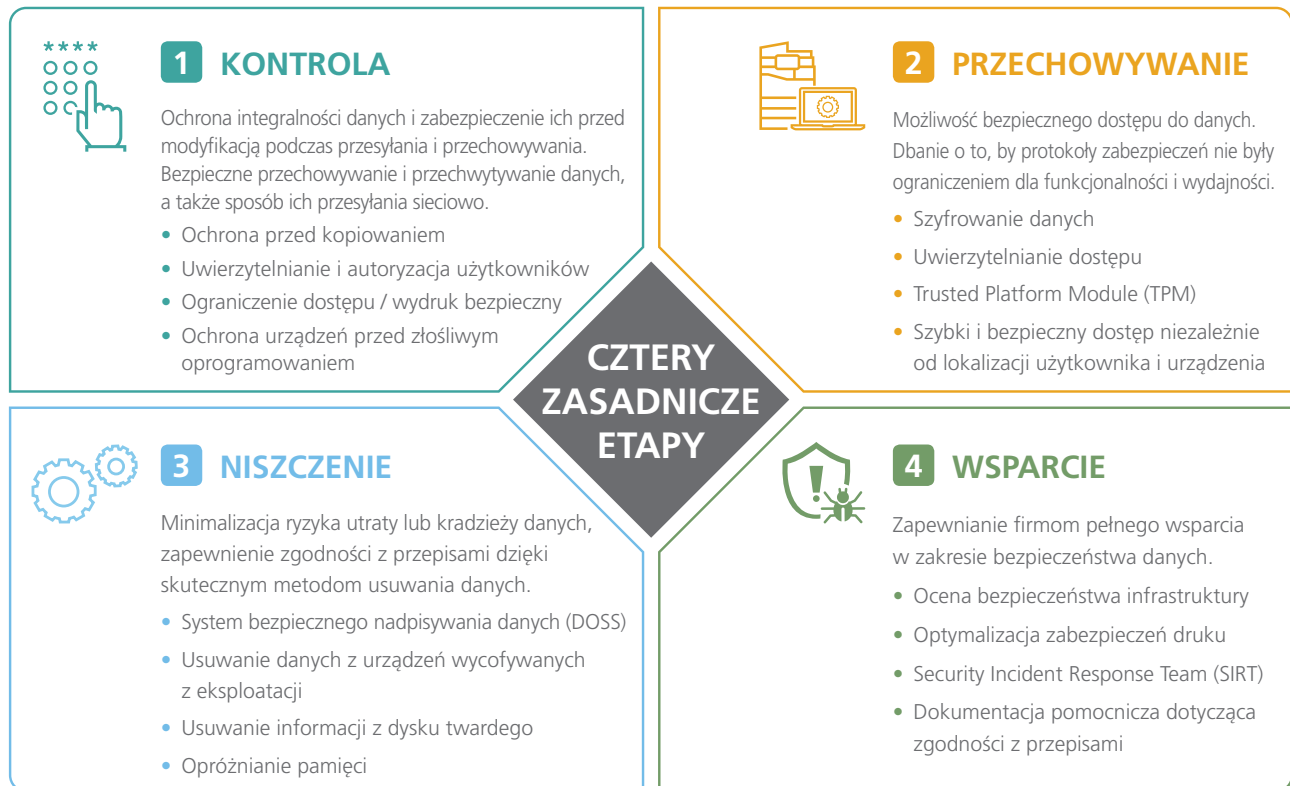 ****
1 KONTROLA
Ochrona integralności danych i zabezpieczenie ich przed
modyfikacją podczas przesyłania i przechowywania.
Bezpieczne przechowywanie i przechwytywanie danych,
a także sposób ich przesyłania sieciowo.
• Ochrona przed kopiowaniem
• Uwierzytelnianie i autoryzacja użytkowników
• Ograniczenie dostępu / wydruk bezpieczny
• Ochrona urządzeń przed złośliwym
oprogramowaniem
2 PRZECHOWYWANIE
Możliwość bezpiecznego dostępu do danych.
Dbanie o to, by protokoły zabezpieczeń nie były
ograniczeniem dla funkcjonalności i wydajności.
• Szyfrowanie danych
• Uwierzytelnianie dostępu
• Trusted Platform Module (TPM)
• Szybki i bezpieczny dostęp niezależnie
od lokalizacji użytkownika i urządzenia
CZTERY
ZASADNICZE
ETAPY
3 NISZCZENIE
Minimalizacja ryzyka utraty lub kradzieży danych,
zapewnienie zgodności z przepisami dzięki
skutecznym metodom usuwania danych.
• System bezpiecznego nadpisywania danych (DOSS)
• Usuwanie danych z urządzeń wycofywanych
z eksploatacji
• Usuwanie informacji z dysku twardego
• Opróżnianie pamięci
4 WSPARCIE
Zapewnianie firmom pełnego wsparcia
w zakresie bezpieczeństwa danych.
• Ocena bezpieczeństwa infrastruktury
• Optymalizacja zabezpieczeń druku
• Security Incident Response Team (SIRT)
• Dokumentacja pomocnicza dotycząca
zgodności z przepisami